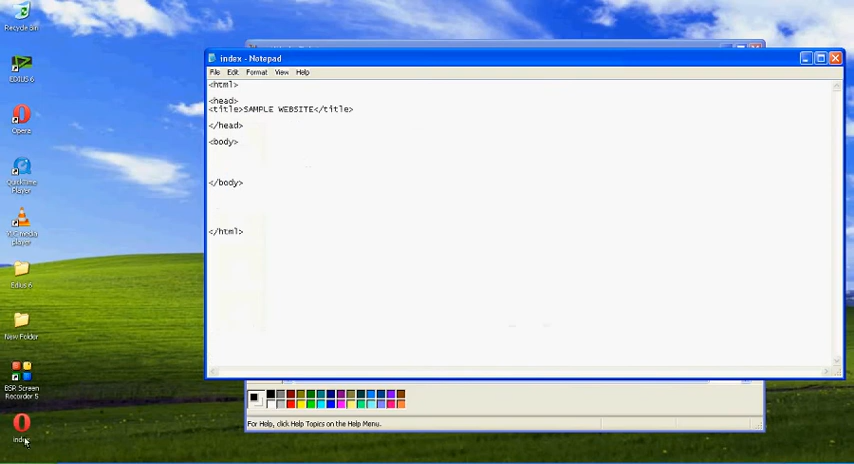 Recycle Bin
EDIUS 6
Opera
QuickTime
Player
VLC media
player
Edius 6
New Folder
BSR Screen
Recorder 5
index
index - Notepad
File Edit Format View Help
<html>
<head>
<title>SAMPLE WEBSITE</title>
</head>
<body>
</body>
</html>
For Help, click Help Topics on the Help Menu.